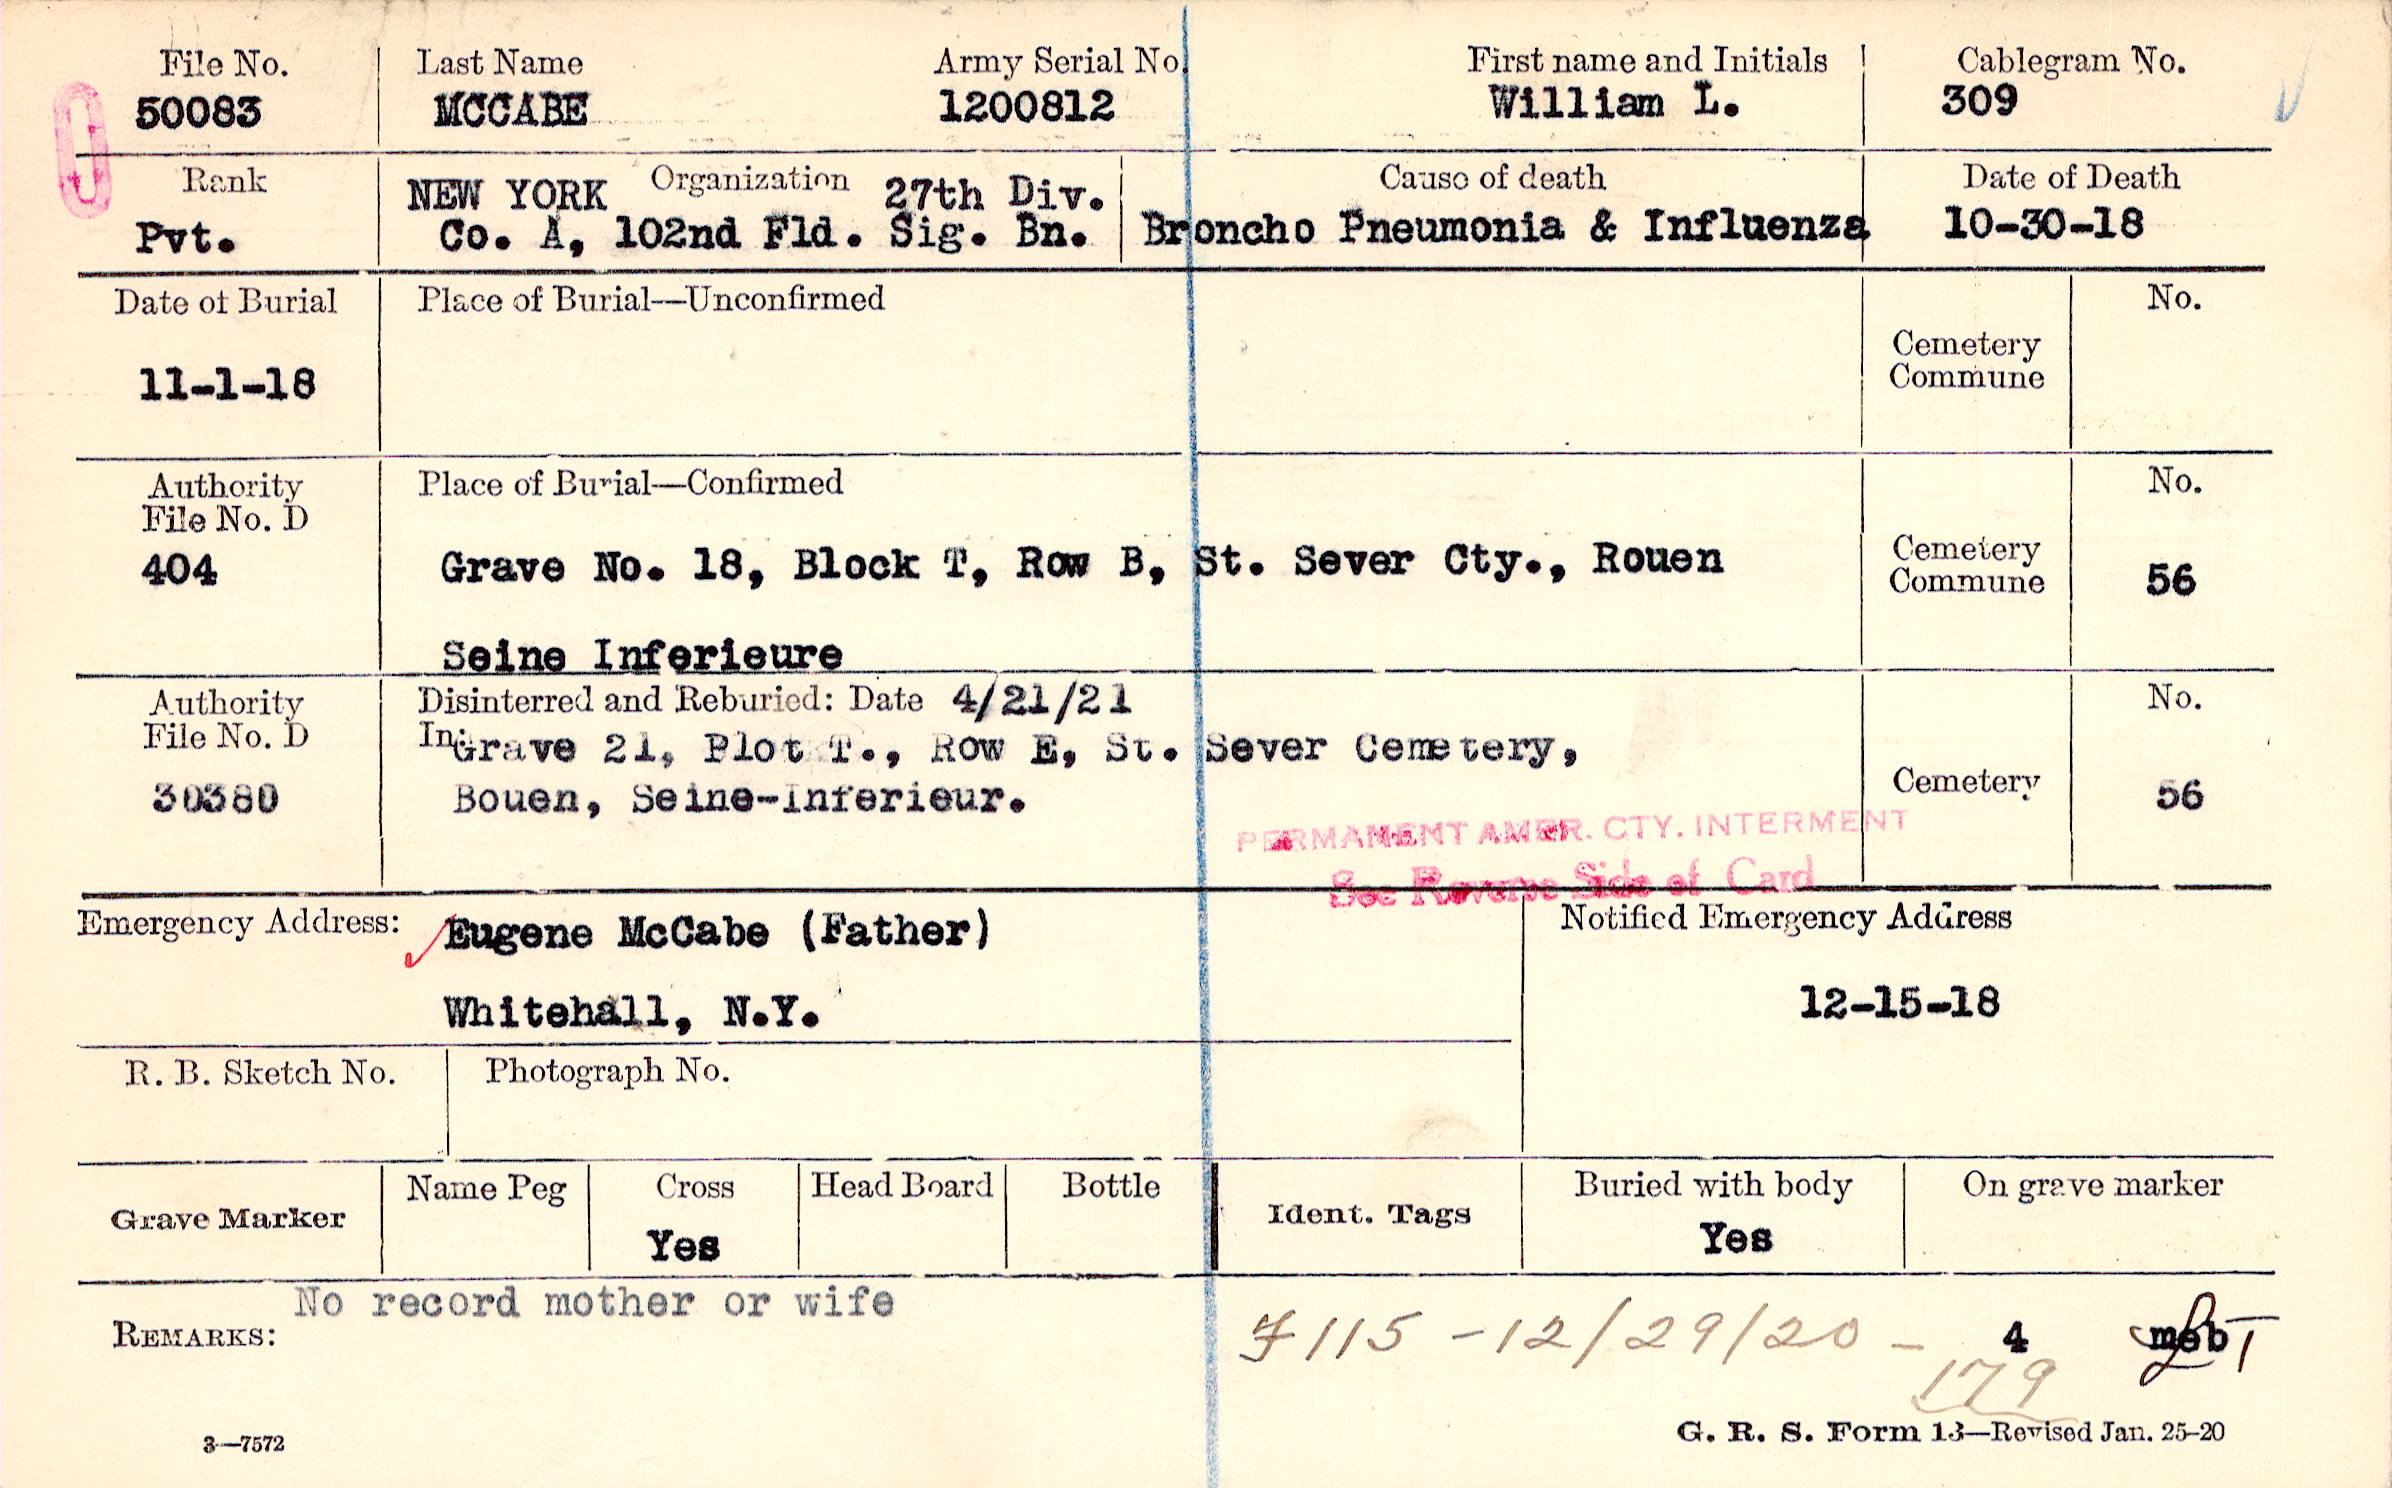 File No. Last Name Army Serial No. First name and Initials Cablegram No.
50083 MCCABE 1200812 William L. 309
Rank Organization Cause of death Date of Death
NEW YORK 27th Div.
Pvt. Co. A, 102nd Fld. Sig. Bn. Broncho Pneumonia & Influenza 10-30-18
Date of Burial Place of Burial—Unconfirmed No.
Cemetery
Commune
11-1-18
Authority Place of Burial—Confirmed No.
File No. D
404 Grave No. 18, Block T, Row B, St. Sever Cty., Rouen Cemetery
Commune 56
Seine Inferieure
Authority Disinterred and Reburied: Date 4/21/21 No.
File No. D In: Grave 21, Plot T., Row E, St. Sever Cemetery,
30380 Bouen, Seine-Inferieur. Cemetery 56
PERMANENT AMER. CTY. INTERMENT
See Reverse Side of Card
Emergency Address: Eugene McCabe (Father) Notified Emergency Address
Whitehall, N.Y. 12-15-18
R. B. Sketch No. Photograph No.
Grave Marker Name Peg Cross Head Board Bottle Ident. Tags Buried with body On grave marker
Yes Yes
No record mother or wife
REMARKS: 115 - 12/29/20 - 4 meb
179
3—7572 G. R. S. Form 13—Revised Jan. 25-20